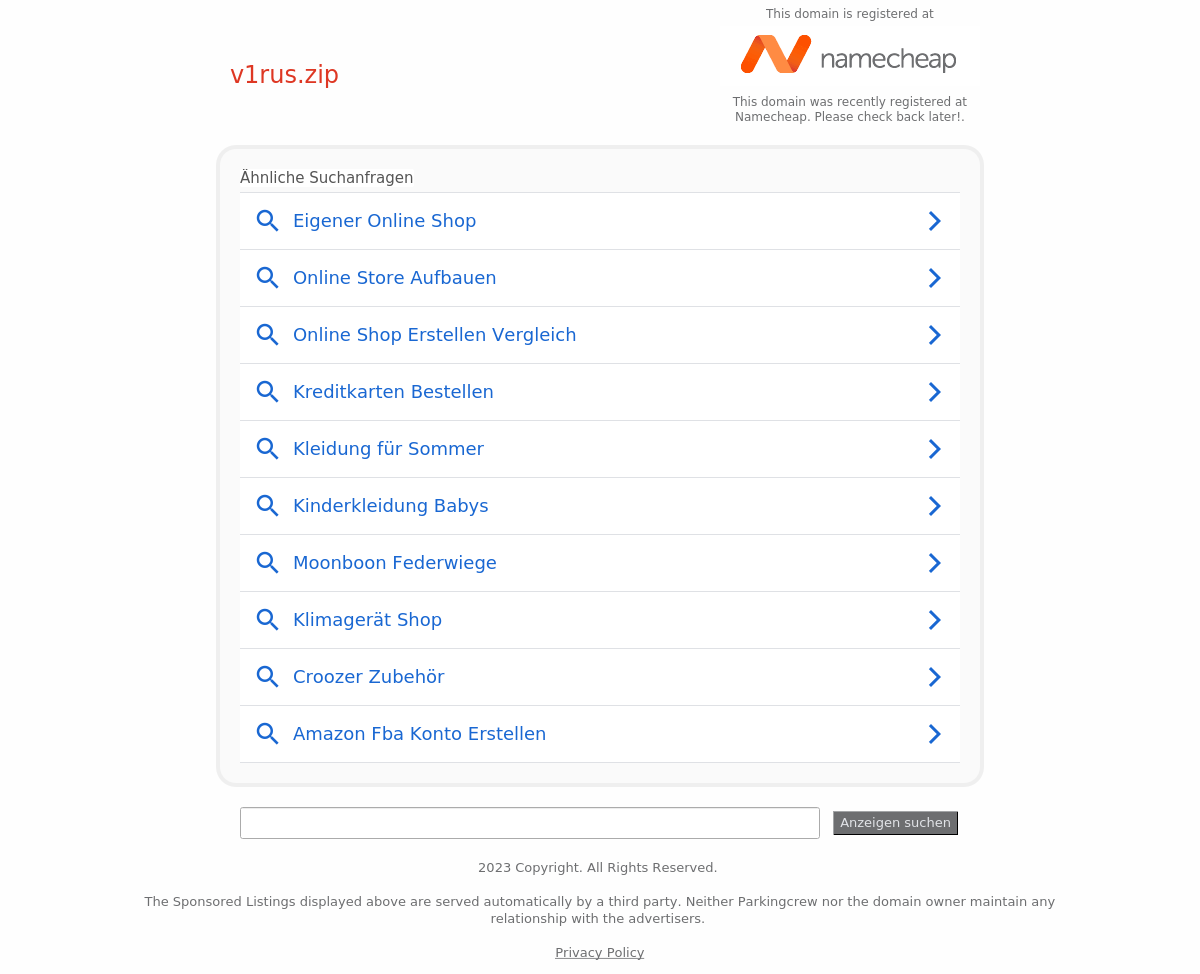 This domain is registered at
namecheap
v1rus.zip
This domain was recently registered at
Namecheap. Please check back later!.
Ähnliche Suchanfragen
Eigener Online Shop
Online Store Aufbauen
Online Shop Erstellen Vergleich
Kreditkarten Bestellen
Kleidung für Sommer
Kinderkleidung Babys
Moonboon Federwiege
Klimagerät Shop
Croozer Zubehör
Amazon Fba Konto Erstellen
Anzeigen suchen
2023 Copyright. All Rights Reserved.
The Sponsored Listings displayed above are served automatically by a third party. Neither Parkingcrew nor the domain owner maintain any
relationship with the advertisers.
Privacy Policy